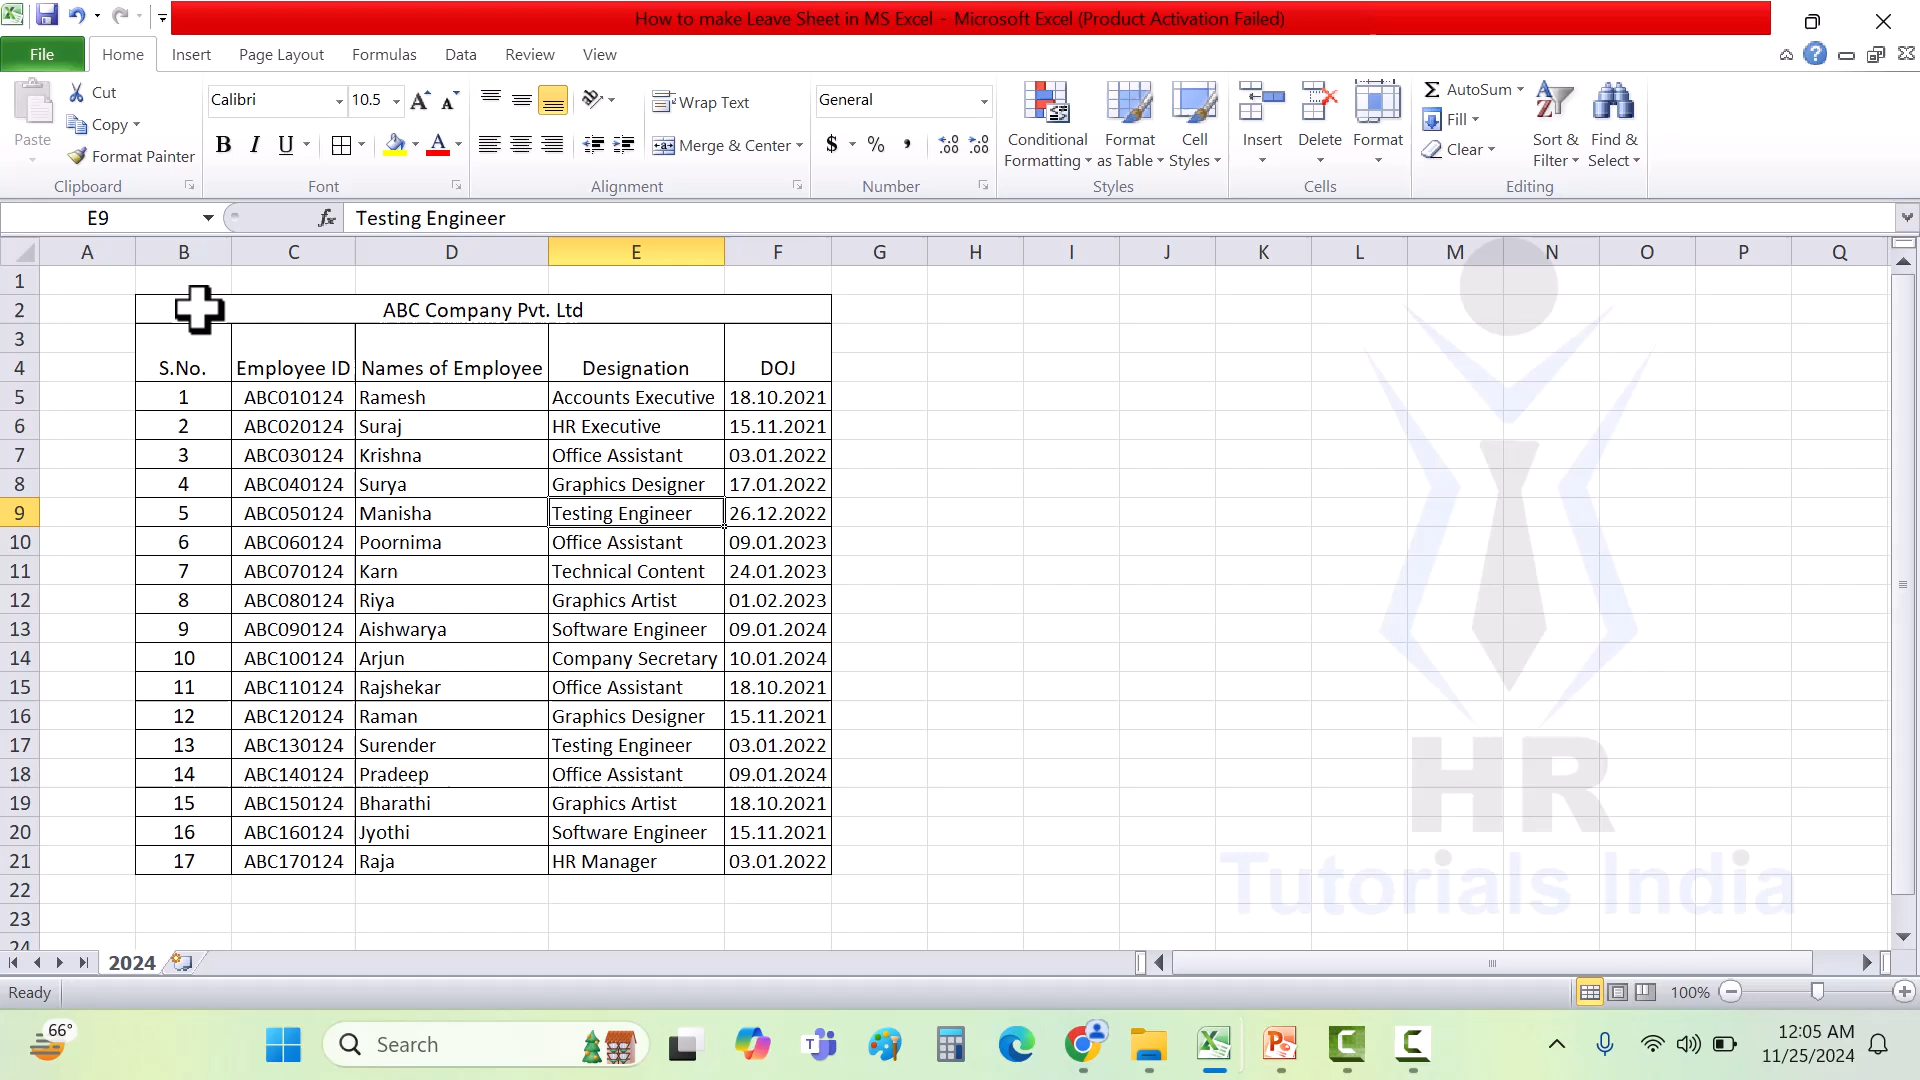 How to make Leave Sheet in MS Excel - Microsoft Excel (Product Activation Failed)
File Home Insert Page Layout Formulas Data Review View
Paste Cut Copy Format Painter
Clipboard
Calibri 10.5
B I U
Font
Wrap Text
Merge & Center
Alignment
General
$ % ,
Number
Conditional Formatting Format as Table Cell Styles
Styles
Insert Delete Format
Cells
AutoSum Fill Clear
Sort & Filter Find & Select
Editing
E9 fx Testing Engineer
A B C D E F G H I J K L M N O P Q
1
2 ABC Company Pvt. Ltd
3
4 S.No. Employee ID Names of Employee Designation DOJ
5 1 ABC010124 Ramesh Accounts Executive 18.10.2021
6 2 ABC020124 Suraj HR Executive 15.11.2021
7 3 ABC030124 Krishna Office Assistant 03.01.2022
8 4 ABC040124 Surya Graphics Designer 17.01.2022
9 5 ABC050124 Manisha Testing Engineer 26.12.2022
10 6 ABC060124 Poornima Office Assistant 09.01.2023
11 7 ABC070124 Karn Technical Content 24.01.2023
12 8 ABC080124 Riya Graphics Artist 01.02.2023
13 9 ABC090124 Aishwarya Software Engineer 09.01.2024
14 10 ABC100124 Arjun Company Secretary 10.01.2024
15 11 ABC110124 Rajshekar Office Assistant 18.10.2021
16 12 ABC120124 Raman Graphics Designer 15.11.2021
17 13 ABC130124 Surender Testing Engineer 03.01.2022
18 14 ABC140124 Pradeep Office Assistant 09.01.2024
19 15 ABC150124 Bharathi Graphics Artist 18.10.2021
20 16 ABC160124 Jyothi Software Engineer 15.11.2021
21 17 ABC170124 Raja HR Manager 03.01.2022
22
23
24
HR
Tutorials India
2024
Ready 100%
66° Search 12:05 AM
11/25/2024